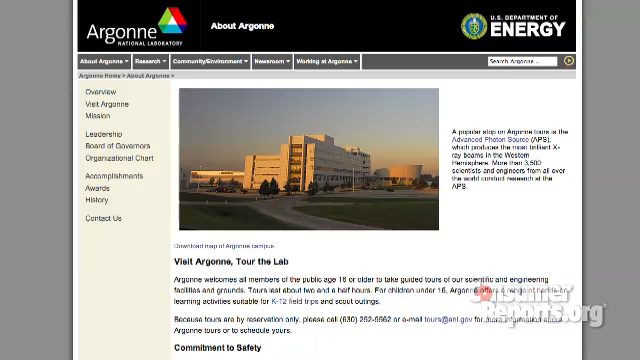 Argonne
NATIONAL LABORATORY
About Argonne
U.S. DEPARTMENT OF
ENERGY
About Argonne
Research
Community/Environment
Newsroom
Working at Argonne
Search Argonne ....
Argonne Home > About Argonne >
Overview
Visit Argonne
Mission
Leadership
Board of Governors
Organizational Chart
Accomplishments
Awards
History
Contact Us
A popular stop on Argonne tours is the
Advanced Photon Source (APS),
which produces the most brilliant X-
ray beams in the Western
Hemisphere. More than 3,500
scientists and engineers from all over
the world conduct research at the
APS.
Download map of Argonne campus
Visit Argonne, Tour the Lab
Argonne welcomes all members of the public age 16 or older to take guided tours of our scientific and engineering
facilities and grounds. Tours last about two and a half hours. For children under 16, Argonne offers a range of hands-on
learning activities suitable for K-12 field trips and scout outings.
Because tours are by reservation only, please call (630) 252-5562 or e-mail tours@anl.gov for more information about
Argonne tours or to schedule yours.
Commitment to Safety
Consumer
Reports.org